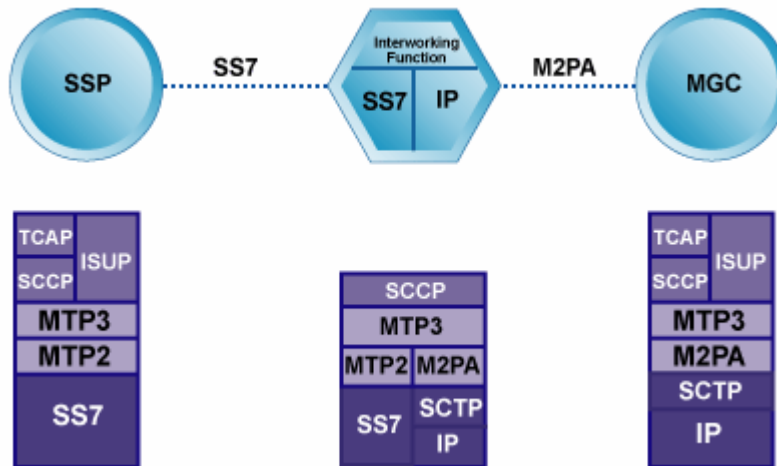 SSP
SS7
Interworking
Function
SS7
IP
M2PA
MGC
TCAP
SCCP
ISUP
MTP3
MTP2
SS7
SCCP
MTP3
MTP2
M2PA
SS7
SCTP
IP
TCAP
SCCP
ISUP
MTP3
M2PA
SCTP
IP